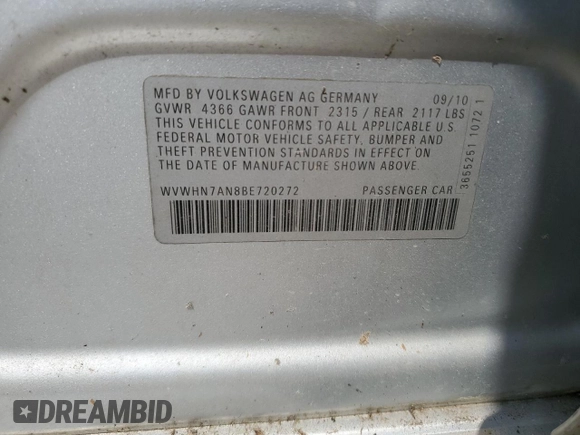 MFD BY VOLKSWAGEN AG GERMANY 09/10
GVWR 4366 GAWR FRONT 2315 / REAR 2117 LBS
THIS VEHICLE CONFORMS TO ALL APPLICABLE U.S.
FEDERAL MOTOR VEHICLE SAFETY, BUMPER AND
THEFT PREVENTION STANDARDS IN EFFECT ON
THE DATE OF MANUFACTURE SHOWN ABOVE.
WVWHN7AN8BE720272 PASSENGER CAR
3655251 1072 1
DREAMBID